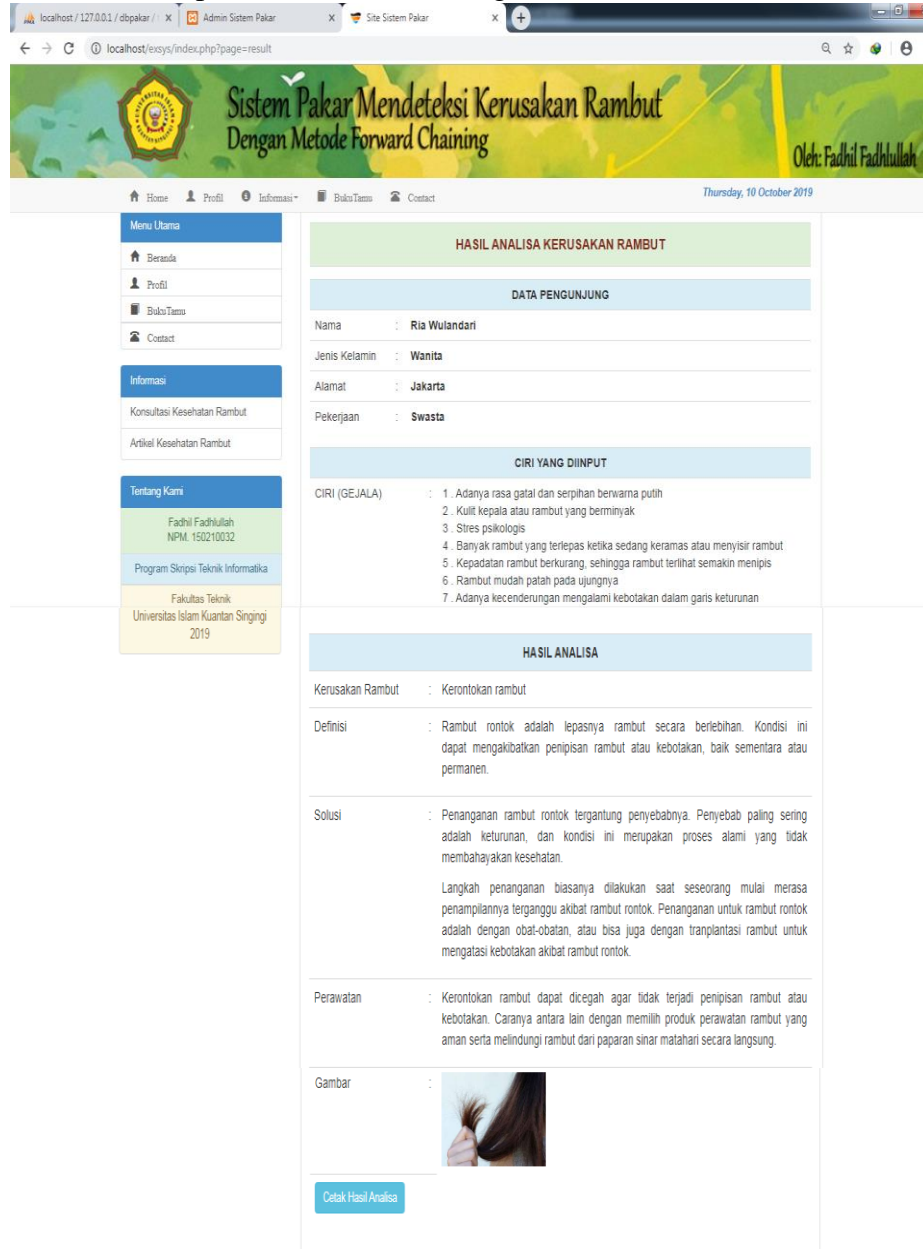 localhost / 127.0.0.1 / dbpakar /
Admin Sistem Pakar
Site Sistem Pakar
localhost/exsys/index.php?page=result
Sistem Pakar Mendeteksi Kerusakan Rambut
Dengan Metode Forward Chaining
Oleh: Fadhil Fadhlullah
Home Profil Informasi BukuTamu Contact
Thursday, 10 October 2019
Menu Utama
Beranda
Profil
BukuTamu
Contact
Informasi
Konsultasi Kesehatan Rambut
Artikel Kesehatan Rambut
Tentang Kami
Fadhil Fadhlullah
NPM. 150210032
Program Skripsi Teknik Informatika
Fakultas Teknik
Universitas Islam Kuantan Singingi
2019
HASIL ANALISA KERUSAKAN RAMBUT
DATA PENGUNJUNG
Nama : Ria Wulandari
Jenis Kelamin : Wanita
Alamat : Jakarta
Pekerjaan : Swasta
CIRI YANG DIINPUT
CIRI (GEJALA) : 1 . Adanya rasa gatal dan serpihan berwarna putih
2 . Kulit kepala atau rambut yang berminyak
3 . Stres psikologis
4 . Banyak rambut yang terlepas ketika sedang keramas atau menyisir rambut
5 . Kepadatan rambut berkurang, sehingga rambut terlihat semakin menipis
6 . Rambut mudah patah pada ujungnya
7 . Adanya kecenderungan mengalami kebotakan dalam garis keturunan
HASIL ANALISA
Kerusakan Rambut : Kerontokan rambut
Definisi : Rambut rontok adalah lepasnya rambut secara berlebihan. Kondisi ini
dapat mengakibatkan penipisan rambut atau kebotakan, baik sementara atau
permanen.
Solusi : Penanganan rambut rontok tergantung penyebabnya. Penyebab paling sering
adalah keturunan, dan kondisi ini merupakan proses alami yang tidak
membahayakan kesehatan.
Langkah penanganan biasanya dilakukan saat seseorang mulai merasa
penampilannya terganggu akibat rambut rontok. Penanganan untuk rambut rontok
adalah dengan obat-obatan, atau bisa juga dengan tranplantasi rambut untuk
mengatasi kebotakan akibat rambut rontok.
Perawatan : Kerontokan rambut dapat dicegah agar tidak terjadi penipisan rambut atau
kebotakan. Caranya antara lain dengan memilih produk perawatan rambut yang
aman serta melindungi rambut dari paparan sinar matahari secara langsung.
Gambar :
Cetak Hasil Analisa